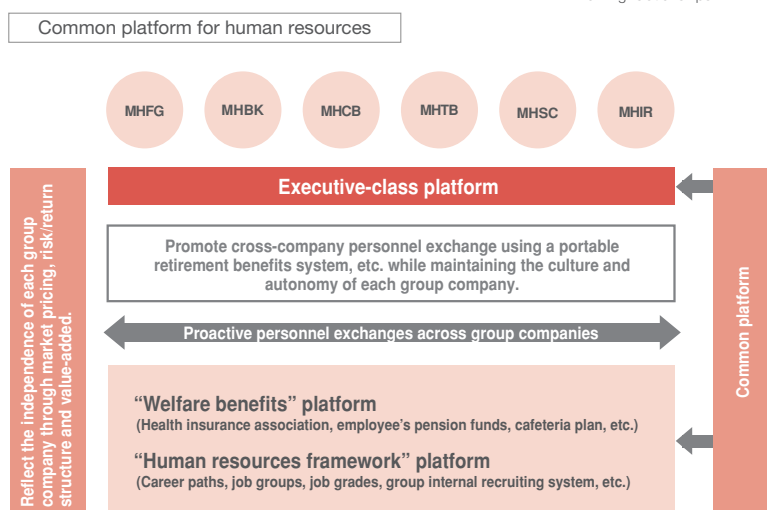 Common platform for human resources
MHFG
MHBK
MHCB
MHTB
MHSC
MHIR
Executive-class platform
Promote cross-company personnel exchange using a portable
retirement benefits system, etc. while maintaining the culture and
autonomy of each group company.
Proactive personnel exchanges across group companies
“Welfare benefits” platform
(Health insurance association, employee’s pension funds, cafeteria plan, etc.)
“Human resources framework” platform
(Career paths, job groups, job grades, group internal recruiting system, etc.)
Reflect the independence of each group
company through market pricing, risk/return
structure and value-added.
Common platform